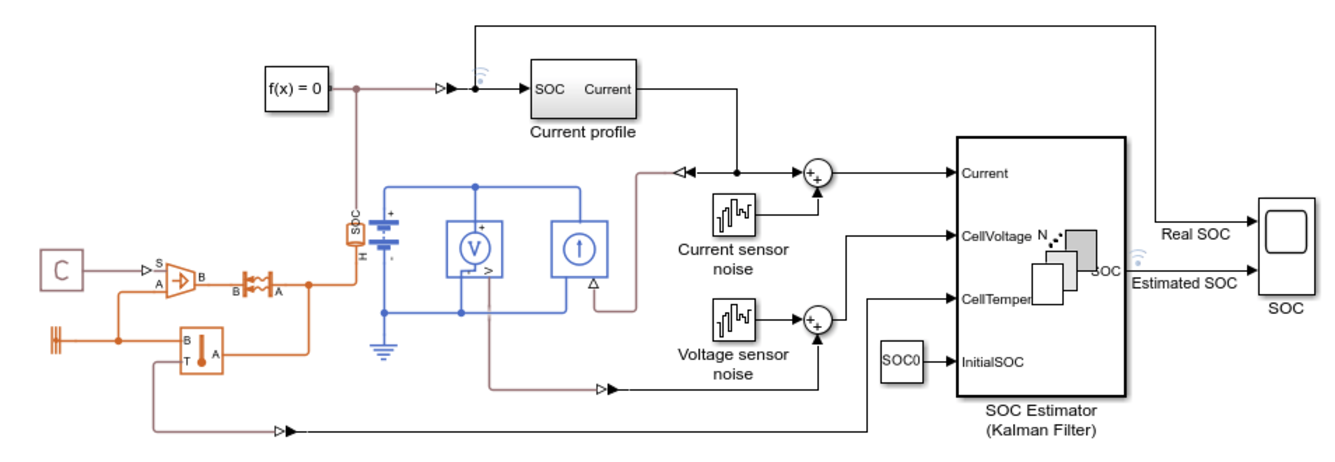 f(x) = 0
SOC
Current
Current profile
Current
+
+
Current sensor
noise
SOC
H
+
-
+
V
-
V
CellVoltage
N
SOC
Real SOC
Estimated SOC
SOC
C
S
A
B
B
A
CellTemper
Voltage sensor
noise
+
+
B
T
A
SOC0
InitialSOC
SOC Estimator
(Kalman Filter)